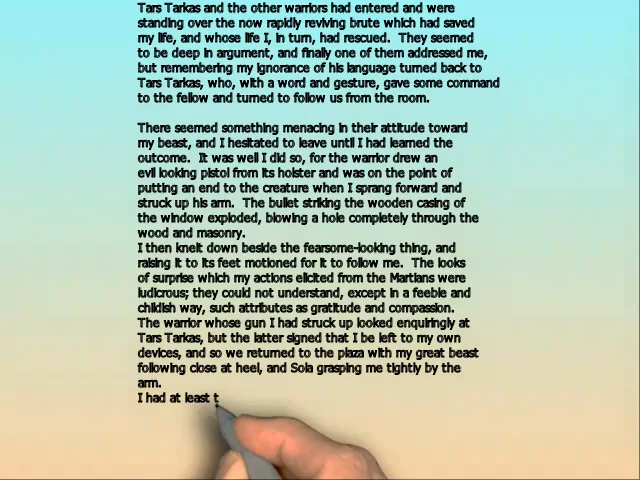 Tars Tarkas and the other warriors had entered and were
standing over the now rapidly reviving brute which had saved
my life, and whose life I, in turn, had rescued.  They seemed
to be deep in argument, and finally one of them addressed me,
but remembering my ignorance of his language turned back to
Tars Tarkas, who, with a word and gesture, gave some command
to the fellow and turned to follow us from the room.

There seemed something menacing in their attitude toward
my beast, and I hesitated to leave until I had learned the
outcome.  It was well I did so, for the warrior drew an
evil looking pistol from its holster and was on the point of
putting an end to the creature when I sprang forward and
struck up his arm.  The bullet striking the wooden casing of
the window exploded, blowing a hole completely through the
wood and masonry.
I then knelt down beside the fearsome-looking thing, and
raising it to its feet motioned for it to follow me.  The looks
of surprise which my actions elicited from the Martians were
ludicrous; they could not understand, except in a feeble and
childish way, such attributes as gratitude and compassion.
The warrior whose gun I had struck up looked enquiringly at
Tars Tarkas, but the latter signed that I be left to my own
devices, and so we returned to the plaza with my great beast
following close at heel, and Sola grasping me tightly by the
arm.
I had at least t